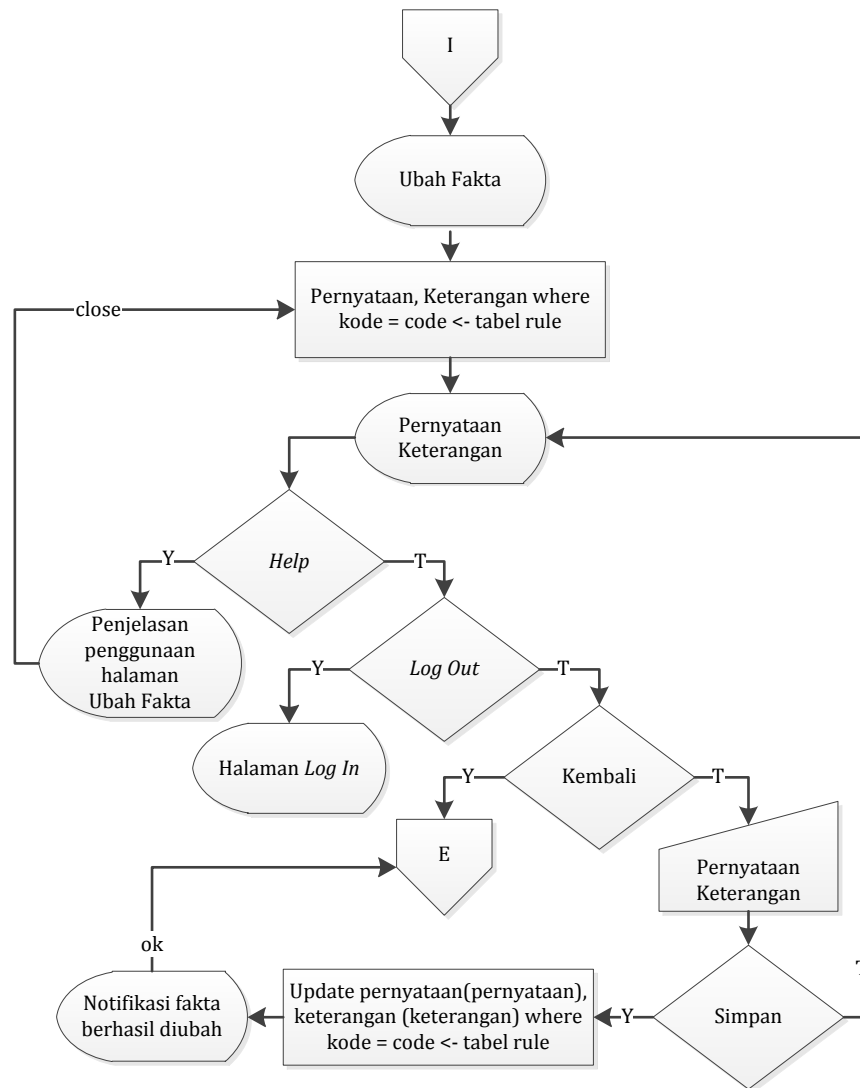 I
Ubah Fakta
Pernyataan, Keterangan where
kode = code <- tabel rule
close
Pernyataan
Keterangan
Help
Y
T
Penjelasan
penggunaan
halaman
Ubah Fakta
Log Out
Y
T
Halaman Log In
Kembali
Y
T
E
Pernyataan
Keterangan
ok
Simpan
T
Y
Update pernyataan(pernyataan),
keterangan (keterangan) where
kode = code <- tabel rule
Notifikasi fakta
berhasil diubah